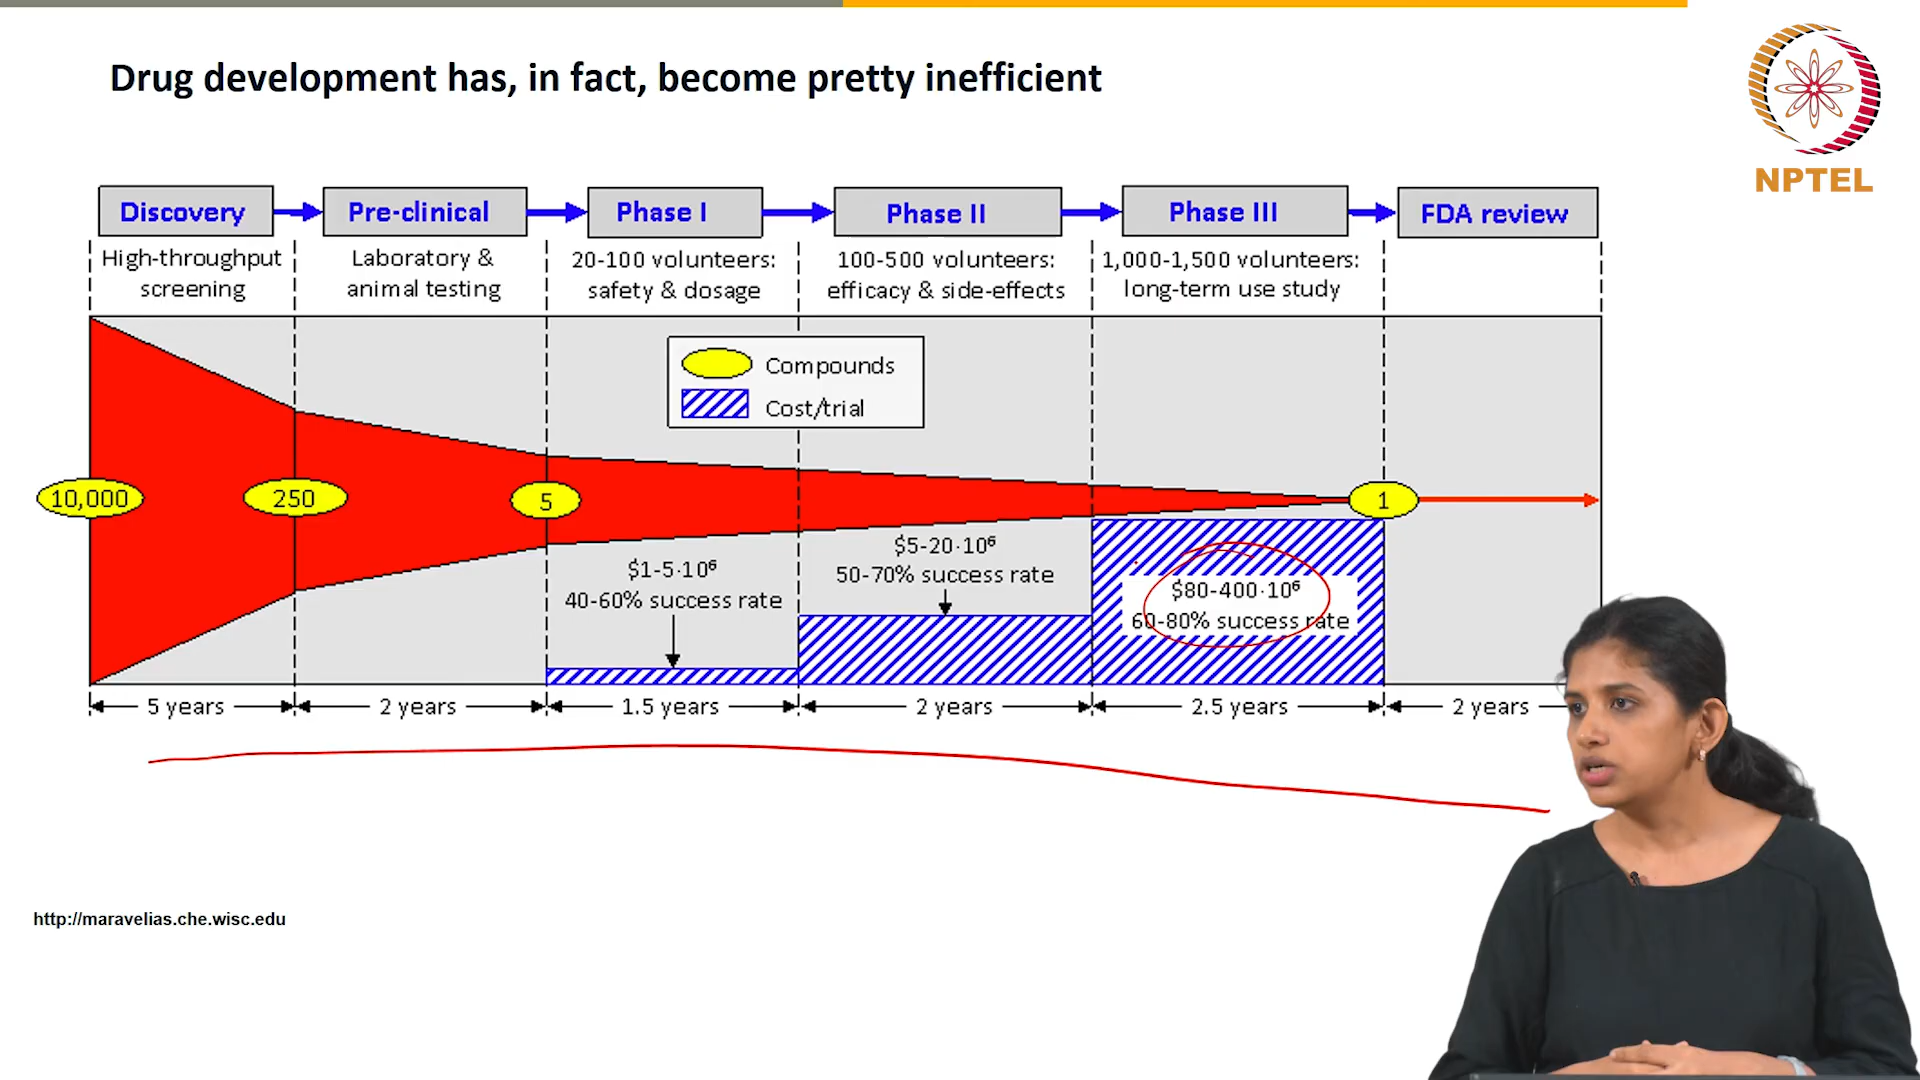 Drug development has, in fact, become pretty inefficient
NPTEL
Discovery
Pre-clinical
Phase I
Phase II
Phase III
FDA review
High-throughput
screening
Laboratory &
animal testing
20-100 volunteers:
safety & dosage
100-500 volunteers:
efficacy & side-effects
1,000-1,500 volunteers:
long-term use study
Compounds
Cost/trial
10,000
250
5
1
$1-5·10⁶
40-60% success rate
$5-20·10⁶
50-70% success rate
$80-400·10⁶
60-80% success rate
5 years
2 years
1.5 years
2 years
2.5 years
2 years
http://maravelias.che.wisc.edu